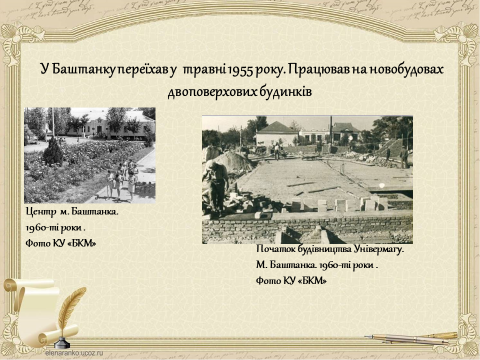 У Баштанку переїхав у травні 1955 року. Працював на новобудовах
двоповерхових будинків
Центр м. Баштанка.
1960-ті роки .
Фото КУ «БКМ»
Початок будівництва Універмагу.
М. Баштанка. 1960-ті роки .
Фото КУ «БКМ»
elenaranko.ucoz.ru